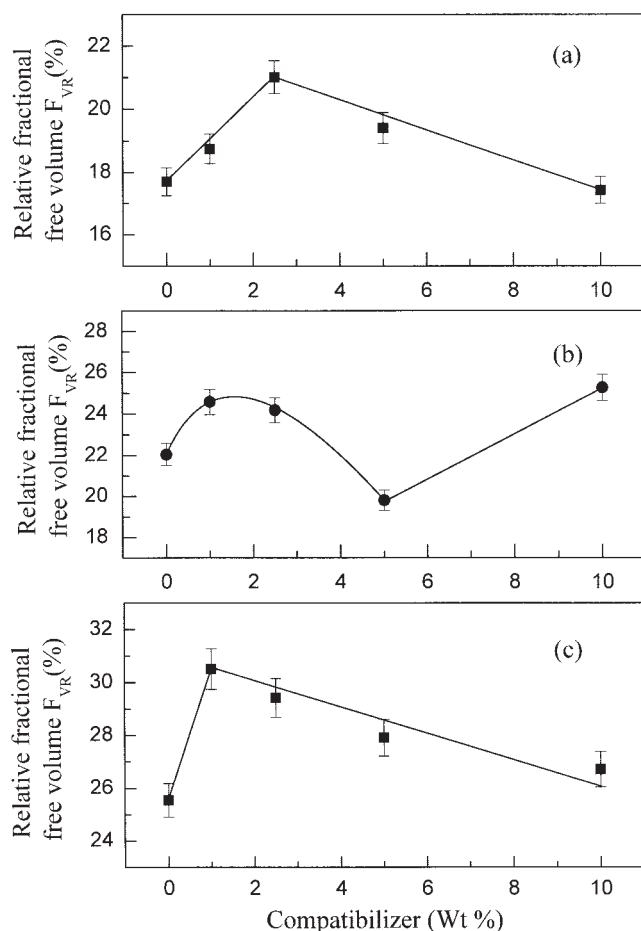 (a)
Relative fractional
free volume F_VR(%)
22
20
18
16
0 2 4 6 8 10
(b)
Relative fractional
free volume F_VR(%)
28
26
24
22
20
18
0 2 4 6 8 10
(c)
Relative fractional
free volume F_VR(%)
32
30
28
26
24
0 2 4 6 8 10
Compatibilizer (Wt %)